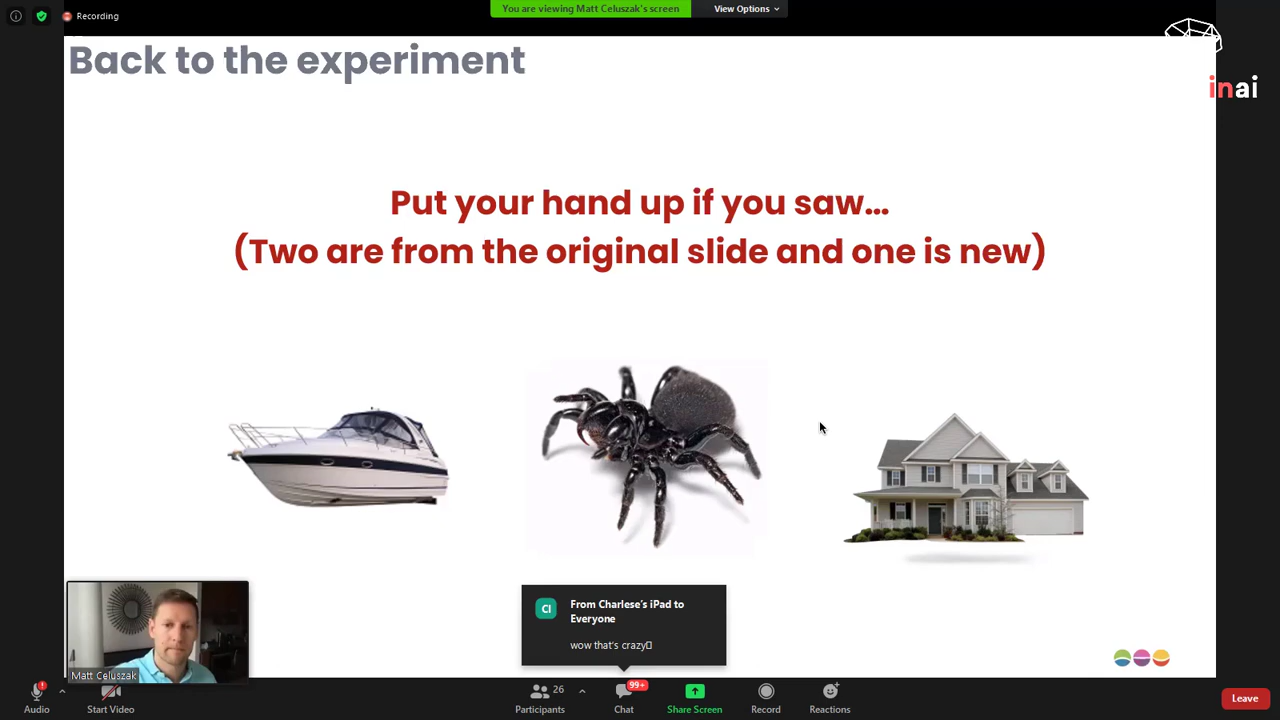 Recording
You are viewing Matt Celuszak's screen
View Options
Back to the experiment
inai
Put your hand up if you saw...
(Two are from the original slide and one is new)
CI
From Charlese's iPad to
Everyone
wow that's crazy
Matt Celuszak
Audio
Start Video
26
Participants
99+
Chat
Share Screen
Record
Reactions
Leave